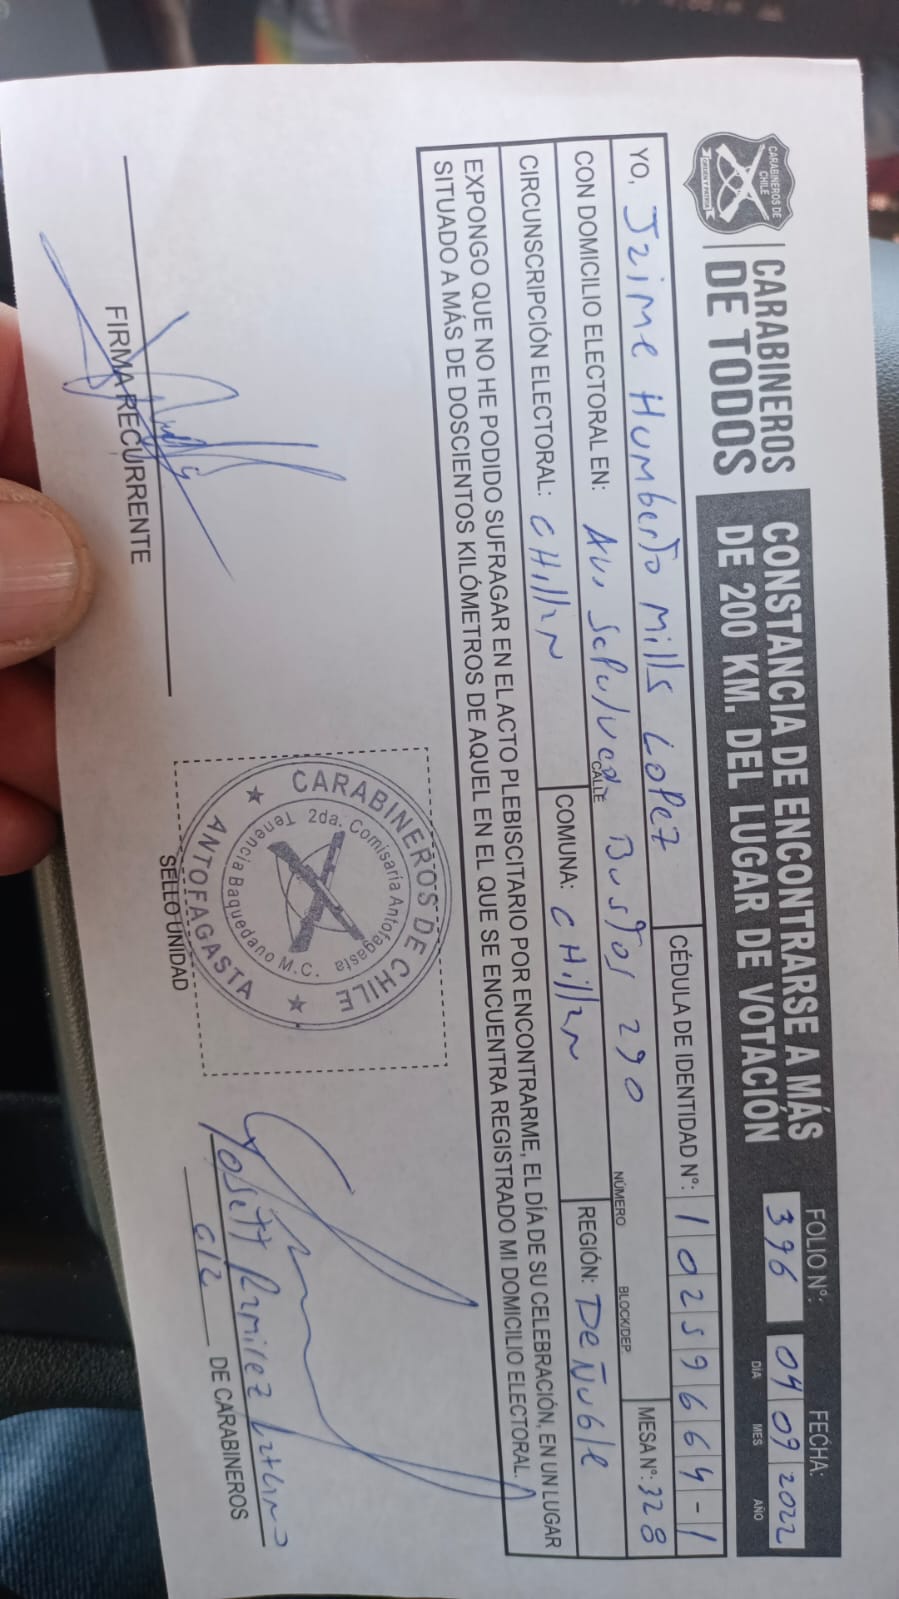 CARABINEROS DE CHILE
ORDEN Y PATRIA
CARABINEROS DE TODOS
CONSTANCIA DE ENCONTRARSE A MÁS
DE 200 KM. DEL LUGAR DE VOTACIÓN
FOLIO N°: 396
FECHA: 04 09 2022
DÍA MES AÑO
YO, Jaime Humberto Mills Lopez
CÉDULA DE IDENTIDAD N°: 10259664-1
CON DOMICILIO ELECTORAL EN: Av. Sepulveda Bustos 290
CALLE NÚMERO BLOCK/DEP.
MESA N°: 328
CIRCUNSCRIPCIÓN ELECTORAL: CHillan
COMUNA: CHillan
REGIÓN: De Ñuble
EXPONGO QUE NO HE PODIDO SUFRAGAR EN EL ACTO PLEBISCITARIO POR ENCONTRARME, EL DÍA DE SU CELEBRACIÓN, EN UN LUGAR
SITUADO A MÁS DE DOSCIENTOS KILÓMETROS DE AQUEL EN EL QUE SE ENCUENTRA REGISTRADO MI DOMICILIO ELECTORAL.
CARABINEROS DE CHILE
2da. Comisaría Antofagasta
Tenencia Baquedano M.C.
ANTOFAGASTA
FIRMA RECURRENTE
SELLO UNIDAD
Yosett Ramirez
DE CARABINEROS